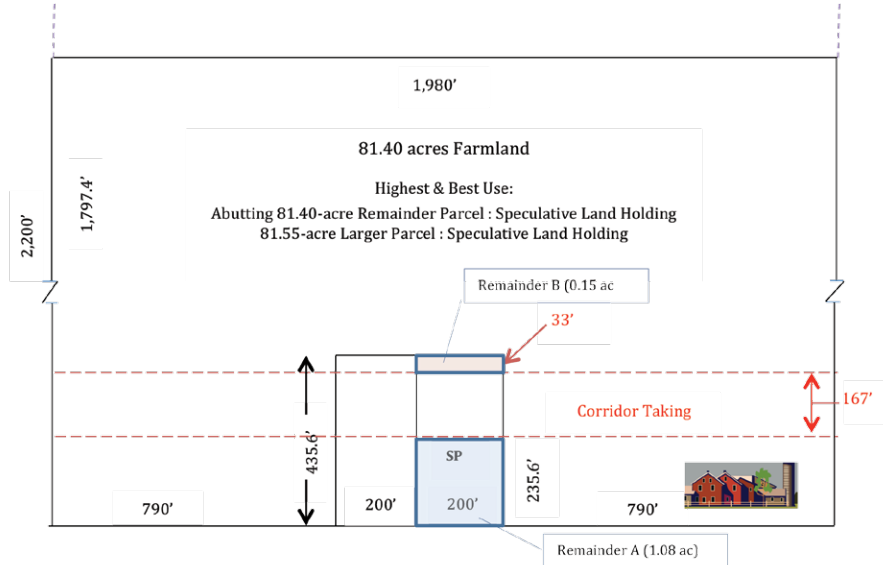 1,980’
81.40 acres Farmland
Highest & Best Use:
Abutting 81.40-acre Remainder Parcel : Speculative Land Holding
81.55-acre Larger Parcel : Speculative Land Holding
2,200’
1,797.4’
Remainder B (0.15 ac
33’
167’
Corridor Taking
435.6’
SP
235.6’
790’
200’
200’
790’
Remainder A (1.08 ac)